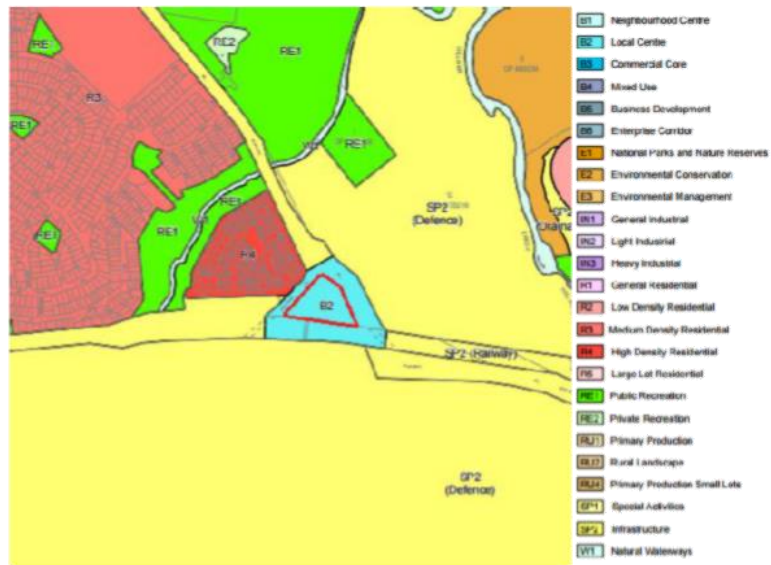 RE
RE2
RE1
R3
RE1
RE1
RE1
RE1
RE1
SP2
(Defence)
R4
B2
SP2 (Railway)
SP2
(Defence)
B1 Neighbourhood Centre
B2 Local Centre
B3 Commercial Core
B4 Mixed Use
B5 Business Development
B6 Enterprise Corridor
E1 National Parks and Nature Reserves
E2 Environmental Conservation
E3 Environmental Management
IN1 General Industrial
IN2 Light Industrial
IN3 Heavy Industrial
R1 General Residential
R2 Low Density Residential
R3 Medium Density Residential
R4 High Density Residential
R5 Large Lot Residential
RE1 Public Recreation
RE2 Private Recreation
RU1 Primary Production
RU2 Rural Landscape
RU4 Primary Production Small Lots
SP1 Special Activities
SP2 Infrastructure
W1 Natural Waterways